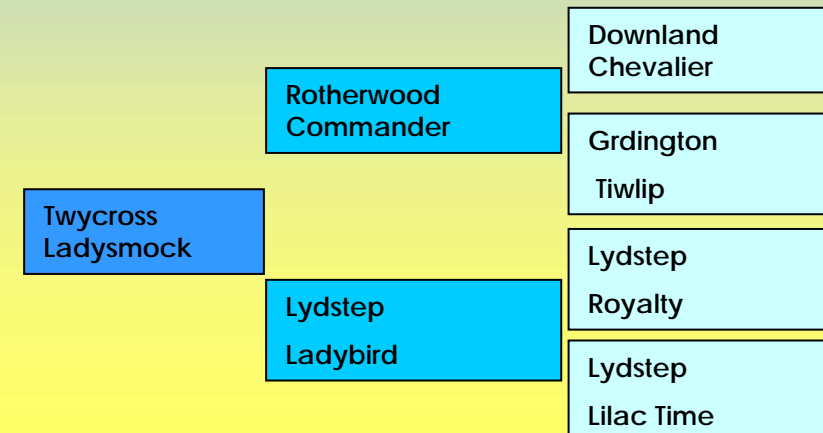 Downland
Chevalier
Rotherwood
Commander
Grdington
Tiwlip
Twycross
Ladysmock
Lydstep
Royalty
Lydstep
Ladybird
Lydstep
Lilac Time